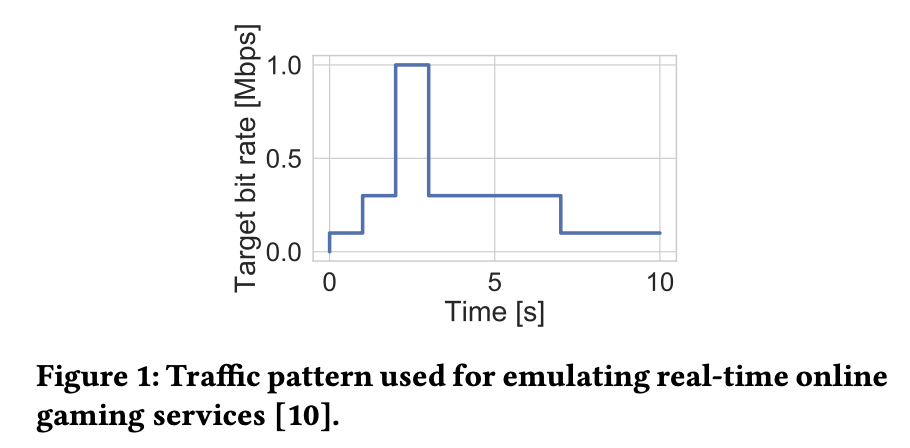 Target bit rate [Mbps]
1.0
0.5
0.0
0 5 10
Time [s]
Figure 1: Traffic pattern used for emulating real-time online
gaming services [10].